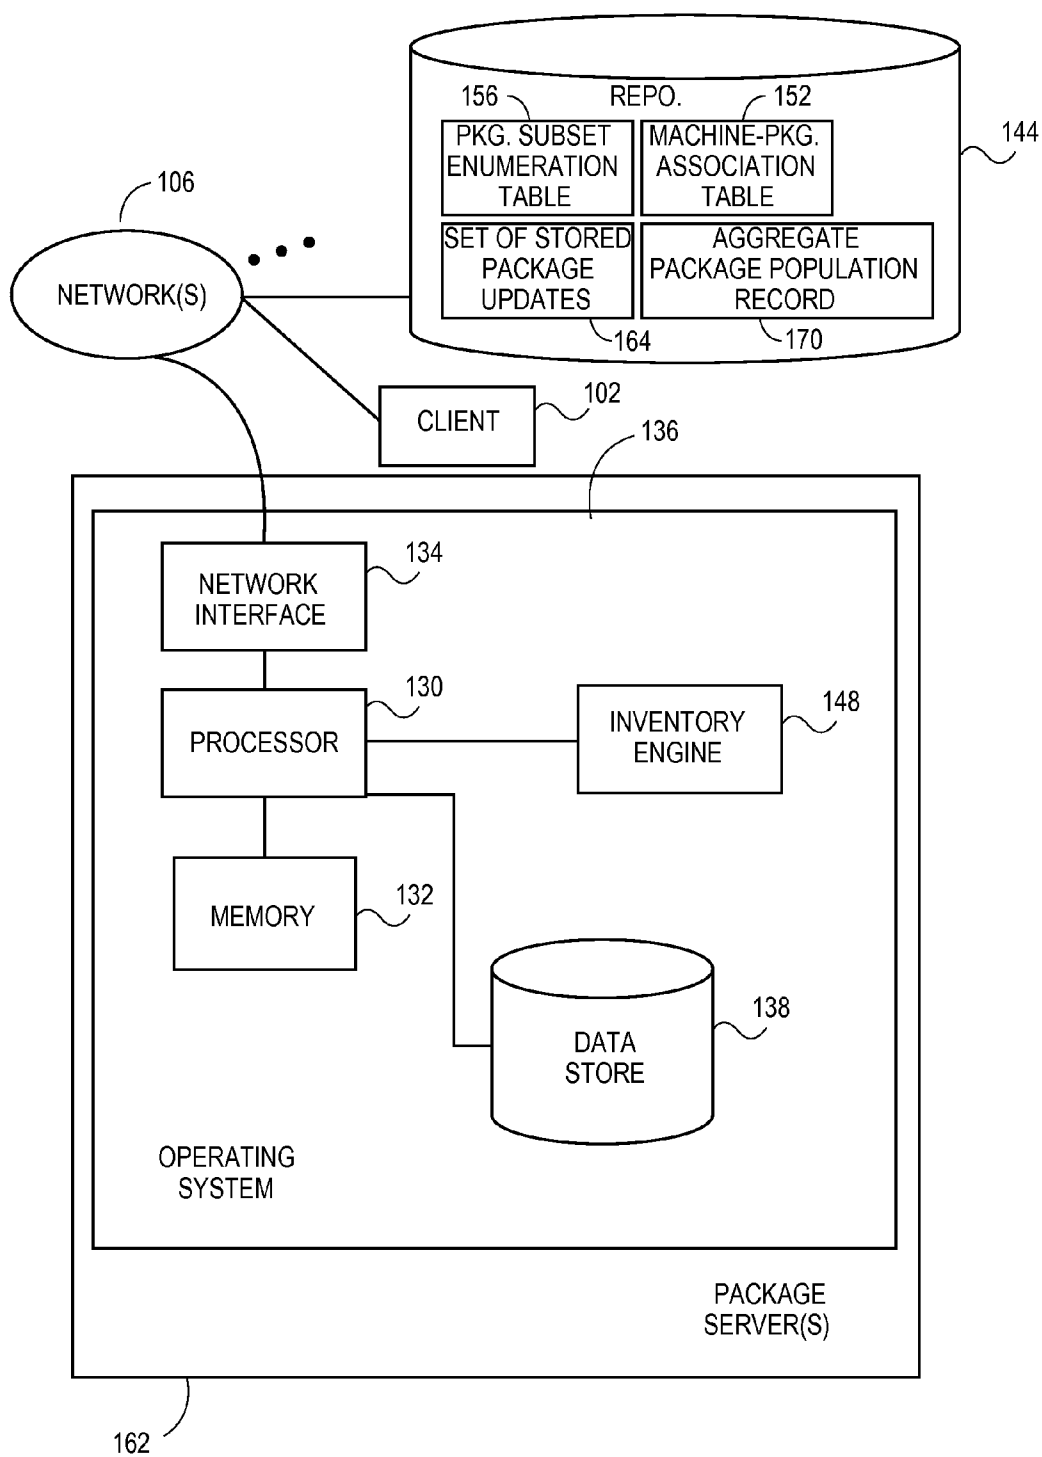 156
REPO.
152
PKG. SUBSET
ENUMERATION
TABLE
MACHINE-PKG.
ASSOCIATION
TABLE
144
106
NETWORK(S)
SET OF STORED
PACKAGE
UPDATES
AGGREGATE
PACKAGE POPULATION
RECORD
164
170
CLIENT
102
136
134
NETWORK
INTERFACE
130
PROCESSOR
INVENTORY
ENGINE
148
MEMORY
132
DATA
STORE
138
OPERATING
SYSTEM
PACKAGE
SERVER(S)
162